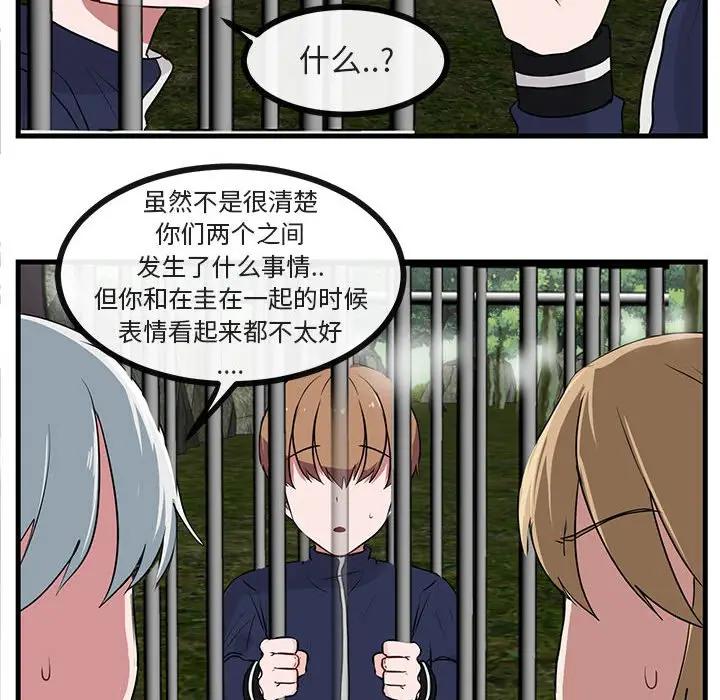 什么..?
虽然不是很清楚
你们两个之间
发生了什么事情..
但你和在圭在一起的时候
表情看起来都不太好
....